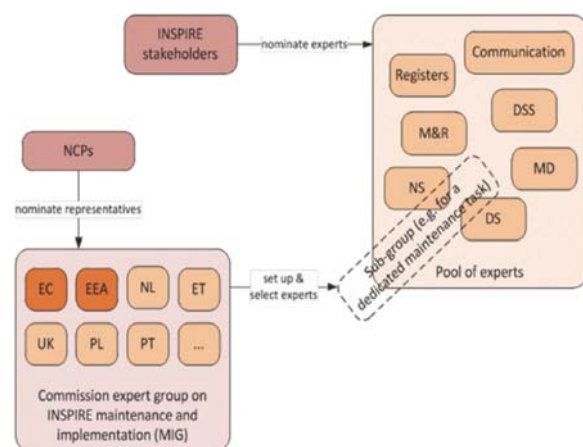 INSPIRE
stakeholders
nominate experts
Communication
Registers
DSS
M&R
MD
NS
DS
Sub-group (e.g. for a
dedicated maintenance task)
Pool of experts
NCPs
nominate representatives
set up &
select experts
EC
EEA
NL
ET
UK
PL
PT
...
Commission expert group on
INSPIRE maintenance and
implementation (MIG)